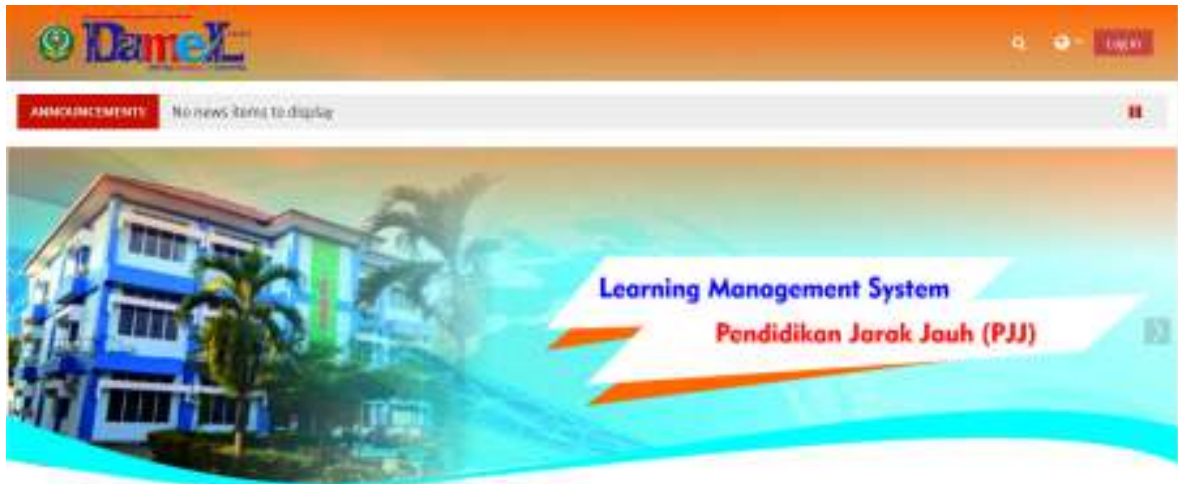 DameL
Log in
ANNOUNCEMENTS
No news items to display
Learning Management System
Pendidikan Jarak Jauh (PJJ)